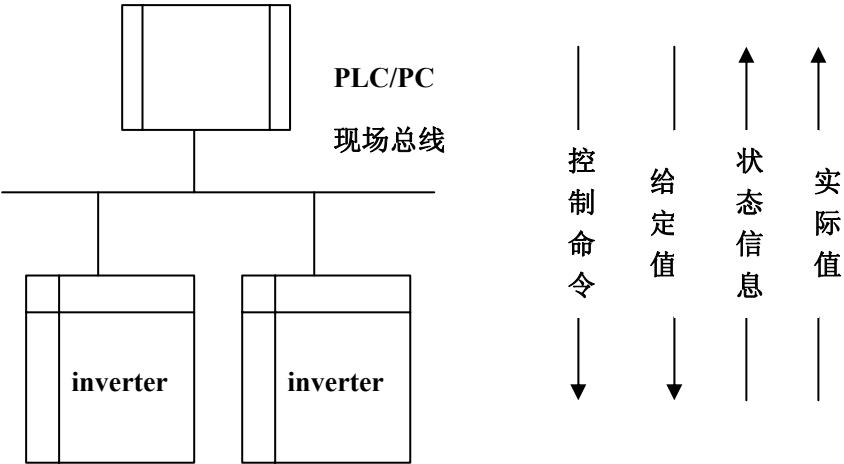 PLC/PC
现场总线
inverter
inverter
控制命令
给定值
状态信息
实际值